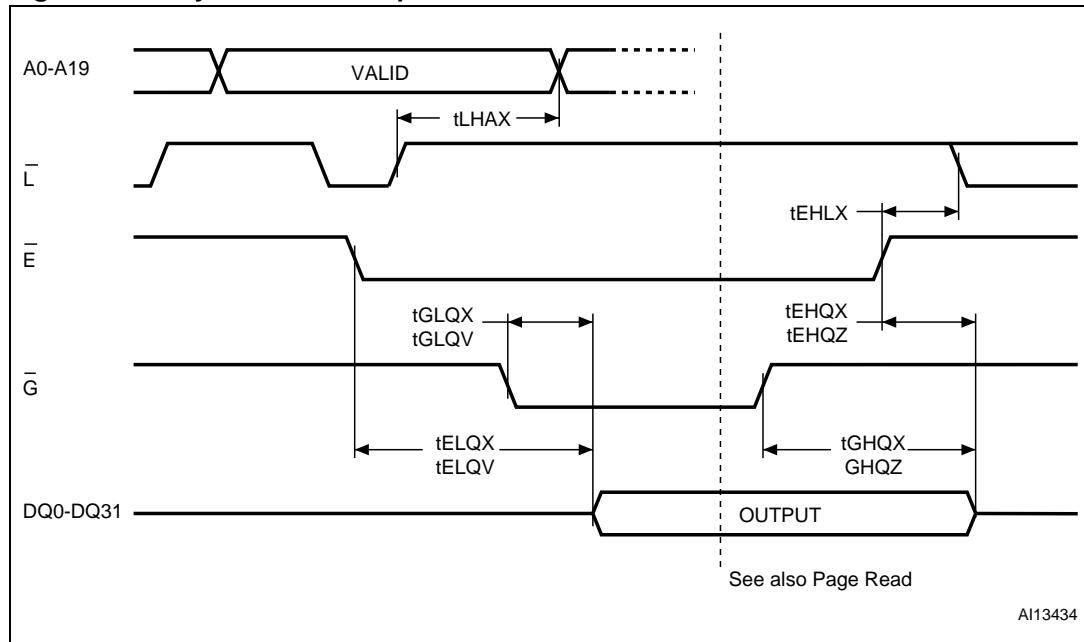 A0-A19
VALID
tLHAX
L
tEHLX
E
tGLQX
tGLQV
tEHQX
tEHQZ
G
tELQX
tELQV
tGHQX
GHQZ
DQ0-DQ31
OUTPUT
See also Page Read
AI13434